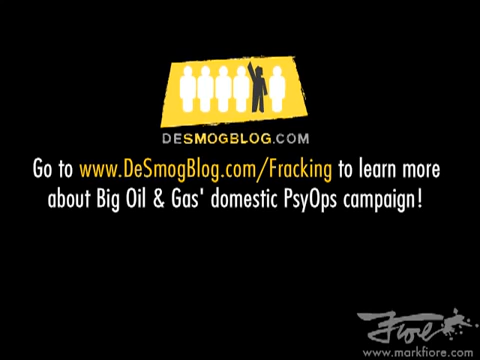 DESMOGBLOG.COM
Go to www.DeSmogBlog.com/Fracking to learn more
about Big Oil & Gas' domestic PsyOps campaign!
Fiore
www.markfiore.com